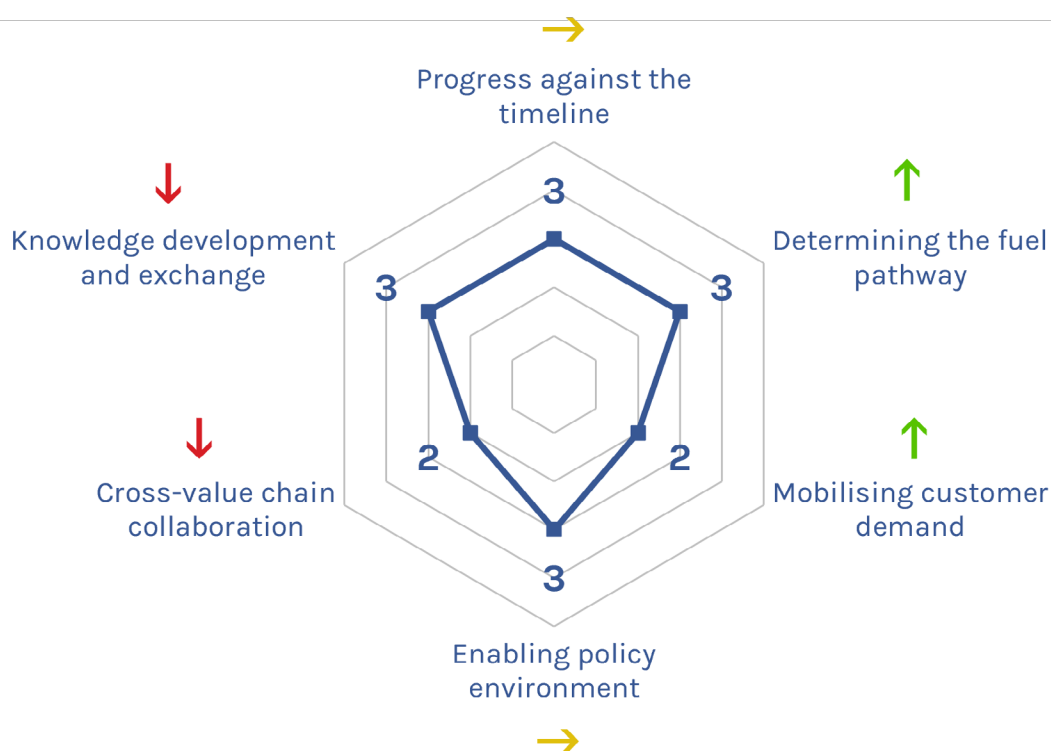 Progress against the
timeline
3
Knowledge development
and exchange
Determining the fuel
pathway
3
3
2
2
Cross-value chain
collaboration
Mobilising customer
demand
3
Enabling policy
environment